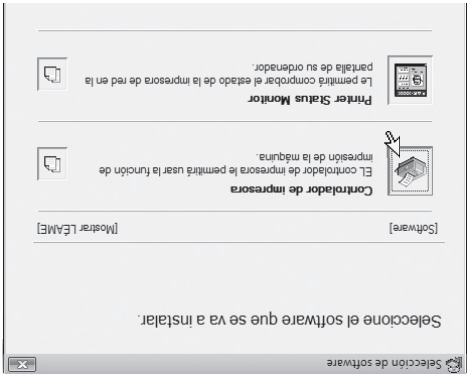 Selección de software
Seleccione el software que se va a instalar.
[Software] [Mostrar LÉAME]
Controlador de impresora
EL controlador de impresora le permitirá usar la función de
impresión de la máquina.
Printer Status Monitor
Le permitirá comprobar el estado de la impresora de red en la
pantalla de su ordenador.